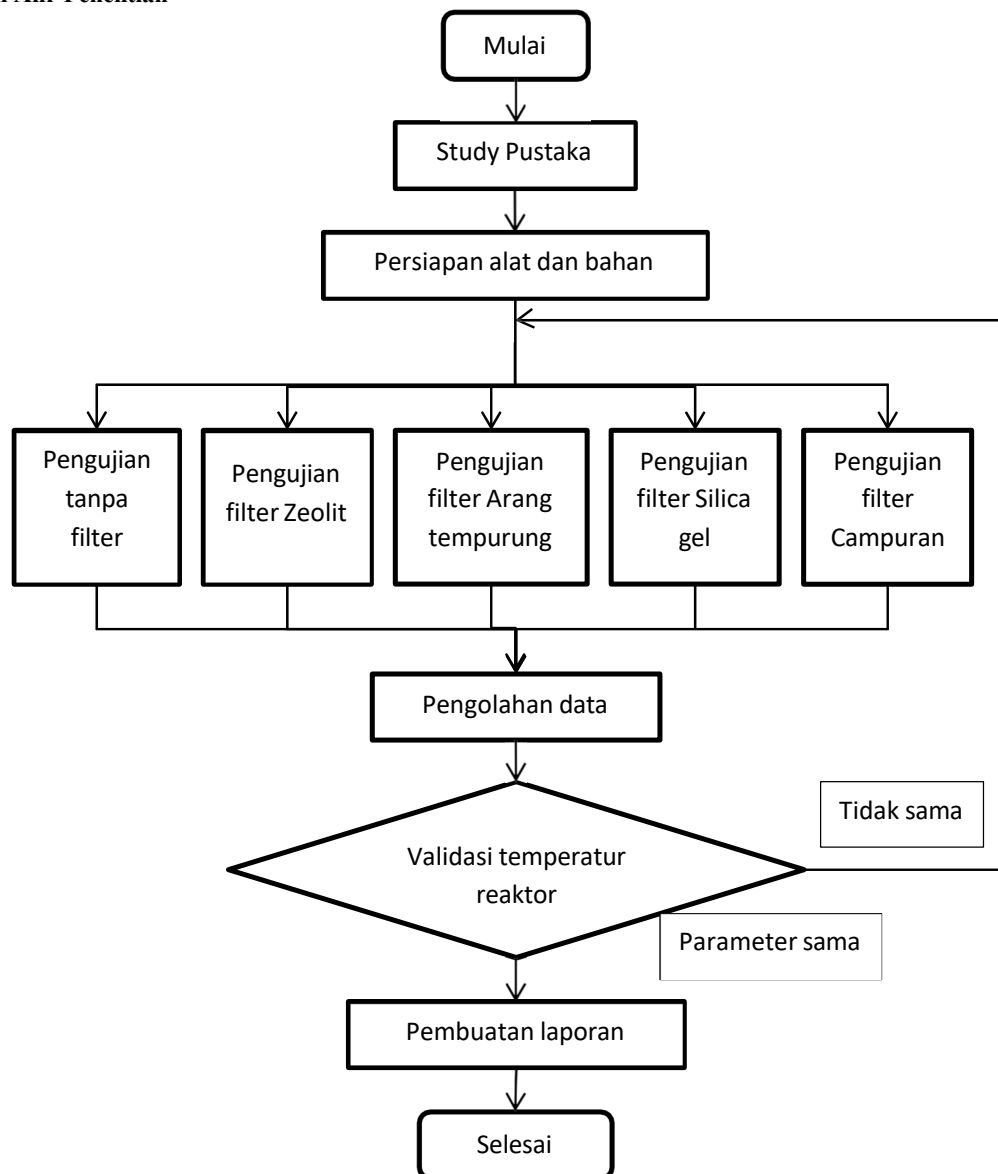 Mulai
Study Pustaka
Persiapan alat dan bahan
Pengujian
tanpa
filter
Pengujian
filter Zeolit
Pengujian
filter Arang
tempurung
Pengujian
filter Silica
gel
Pengujian
filter
Campuran
Pengolahan data
Tidak sama
Validasi temperatur
reaktor
Parameter sama
Pembuatan laporan
Selesai